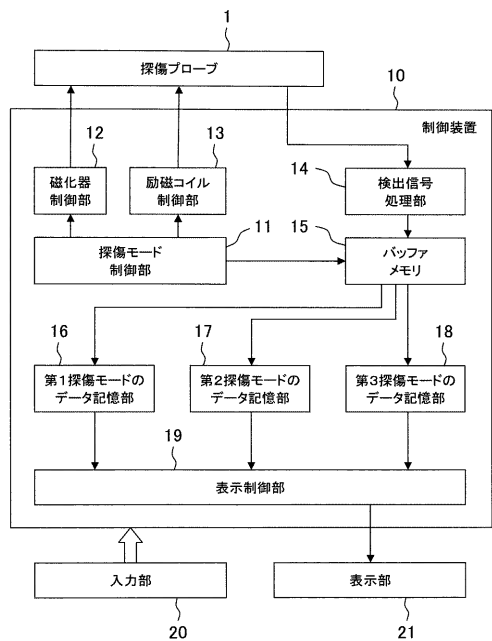 1
探傷プローブ
10
制御装置
12
13
磁化器
制御部
励磁コイル
制御部
14
検出信号
処理部
11
15
探傷モード
制御部
バッファ
メモリ
16
17
18
第1探傷モードの
データ記憶部
第2探傷モードの
データ記憶部
第3探傷モードの
データ記憶部
19
表示制御部
入力部
表示部
20
21